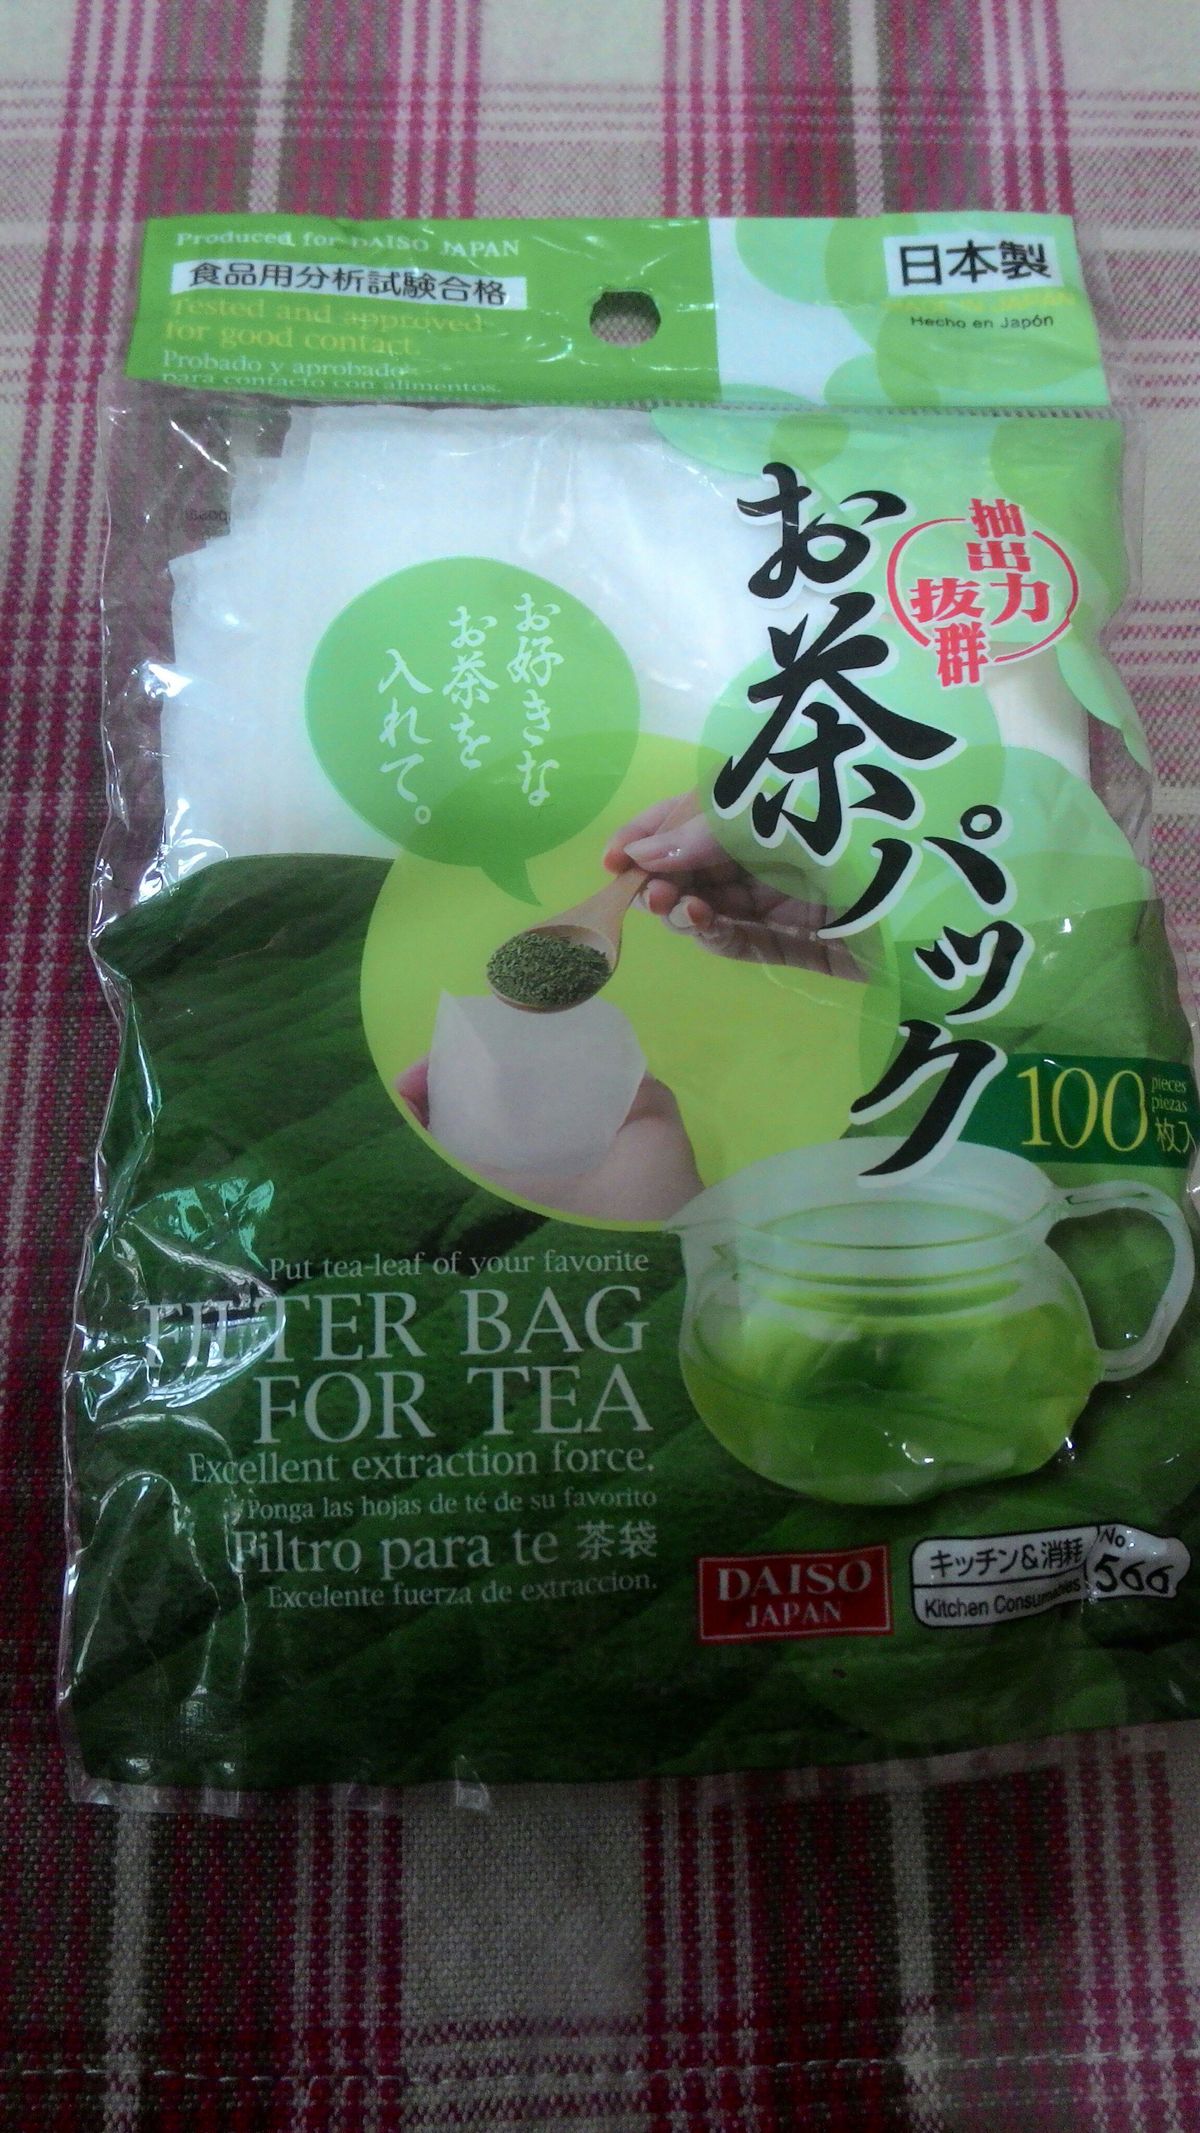 Produced for DAISO JAPAN
食品用分析試験合格
Tested and approved
for good contact.
Probado y aprobado
para contacto con alimentos.
日本製
MADE IN JAPAN
Hecho en Japón
お茶パック
抽出力
抜群
お好きな
お茶を
入れて。
100 pieces
piezas
枚入
Put tea-leaf of your favorite
FILTER BAG
FOR TEA
Excellent extraction force.
Ponga las hojas de té de su favorito
Filtro para te 茶袋
Excelente fuerza de extraccion.
DAISO
JAPAN
キッチン&消耗
Kitchen Consumables
No
566